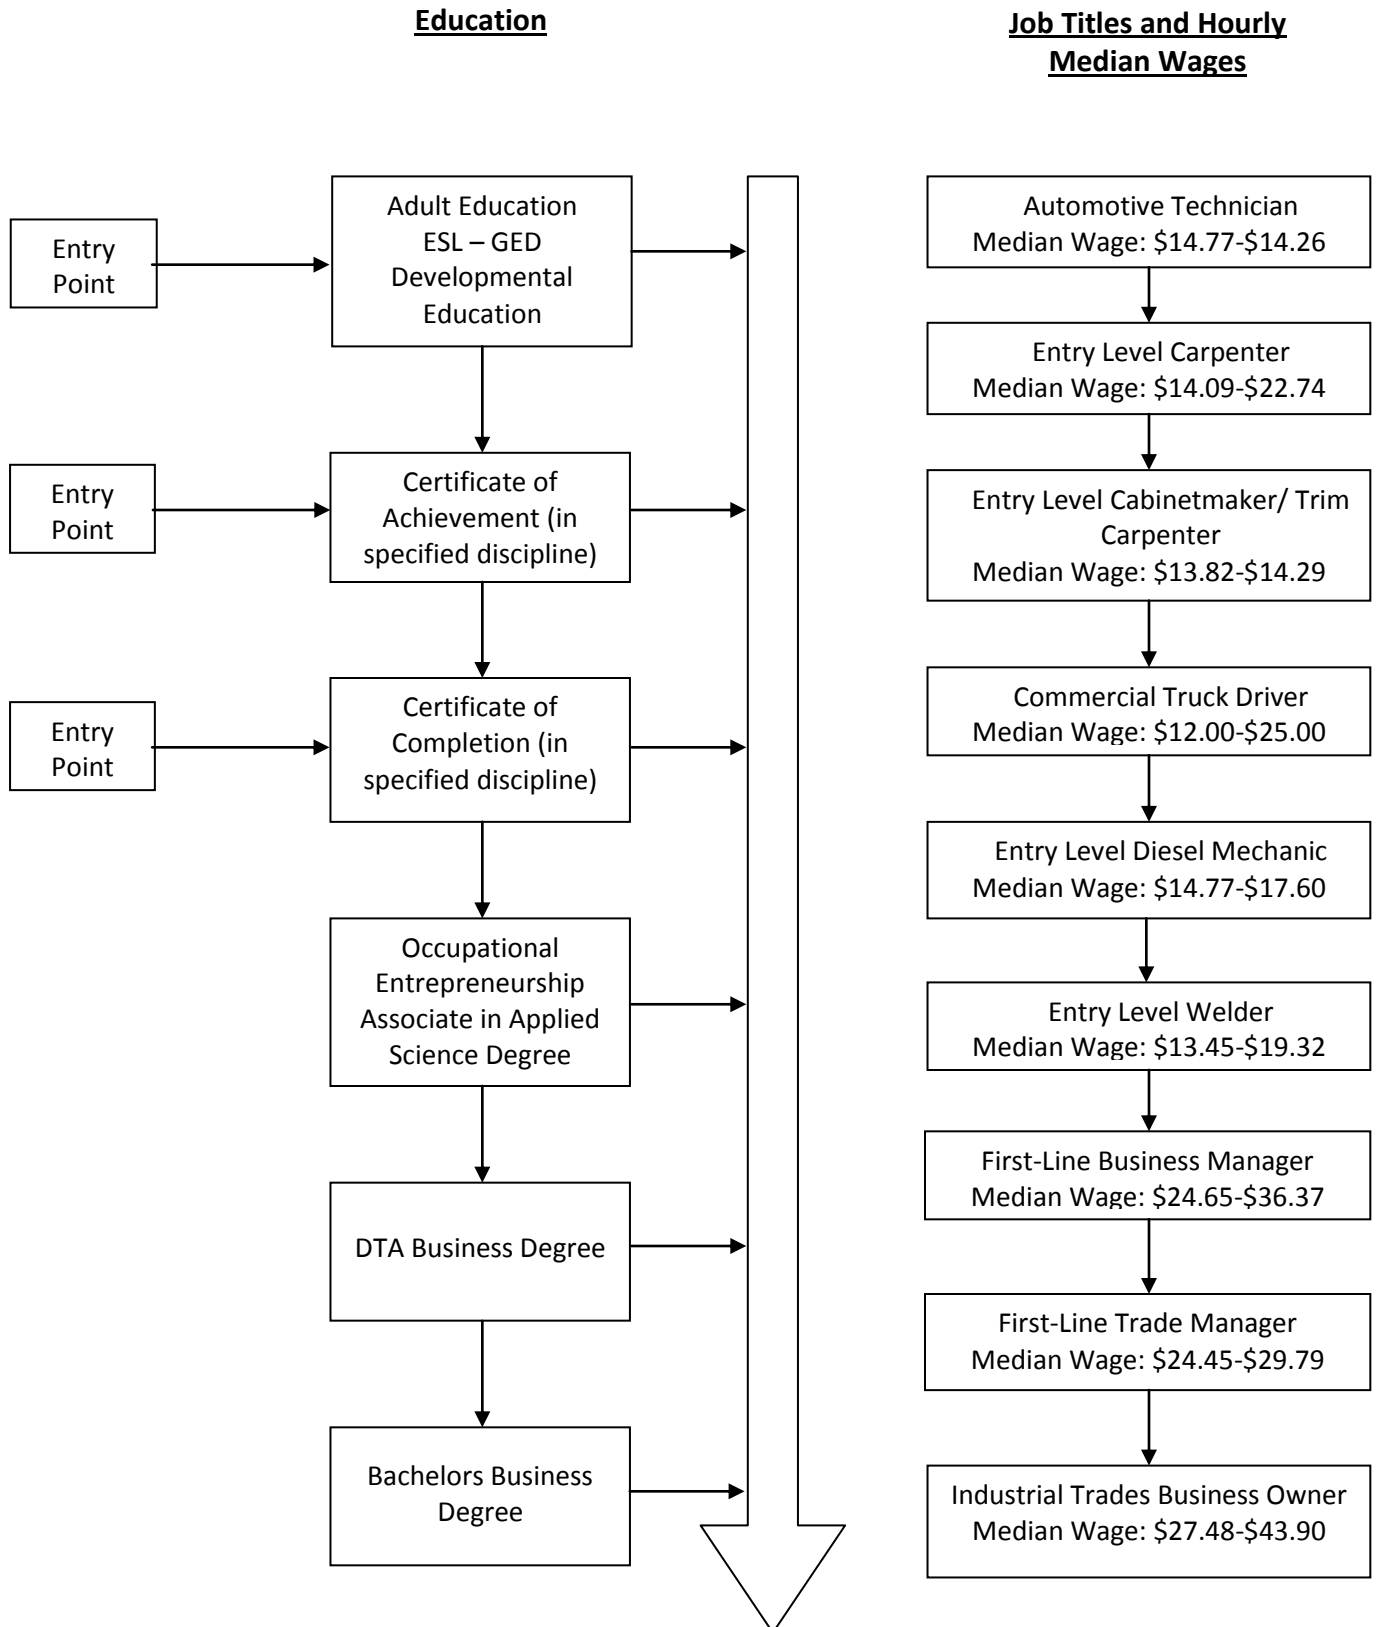 Education
Job Titles and Hourly
Median Wages
Entry
Point
Adult Education
ESL – GED
Developmental
Education
Entry
Point
Certificate of
Achievement (in
specified discipline)
Entry
Point
Certificate of
Completion (in
specified discipline)
Occupational
Entrepreneurship
Associate in Applied
Science Degree
DTA Business Degree
Bachelors Business
Degree
Automotive Technician
Median Wage: $14.77-$14.26
Entry Level Carpenter
Median Wage: $14.09-$22.74
Entry Level Cabinetmaker/ Trim
Carpenter
Median Wage: $13.82-$14.29
Commercial Truck Driver
Median Wage: $12.00-$25.00
Entry Level Diesel Mechanic
Median Wage: $14.77-$17.60
Entry Level Welder
Median Wage: $13.45-$19.32
First-Line Business Manager
Median Wage: $24.65-$36.37
First-Line Trade Manager
Median Wage: $24.45-$29.79
Industrial Trades Business Owner
Median Wage: $27.48-$43.90